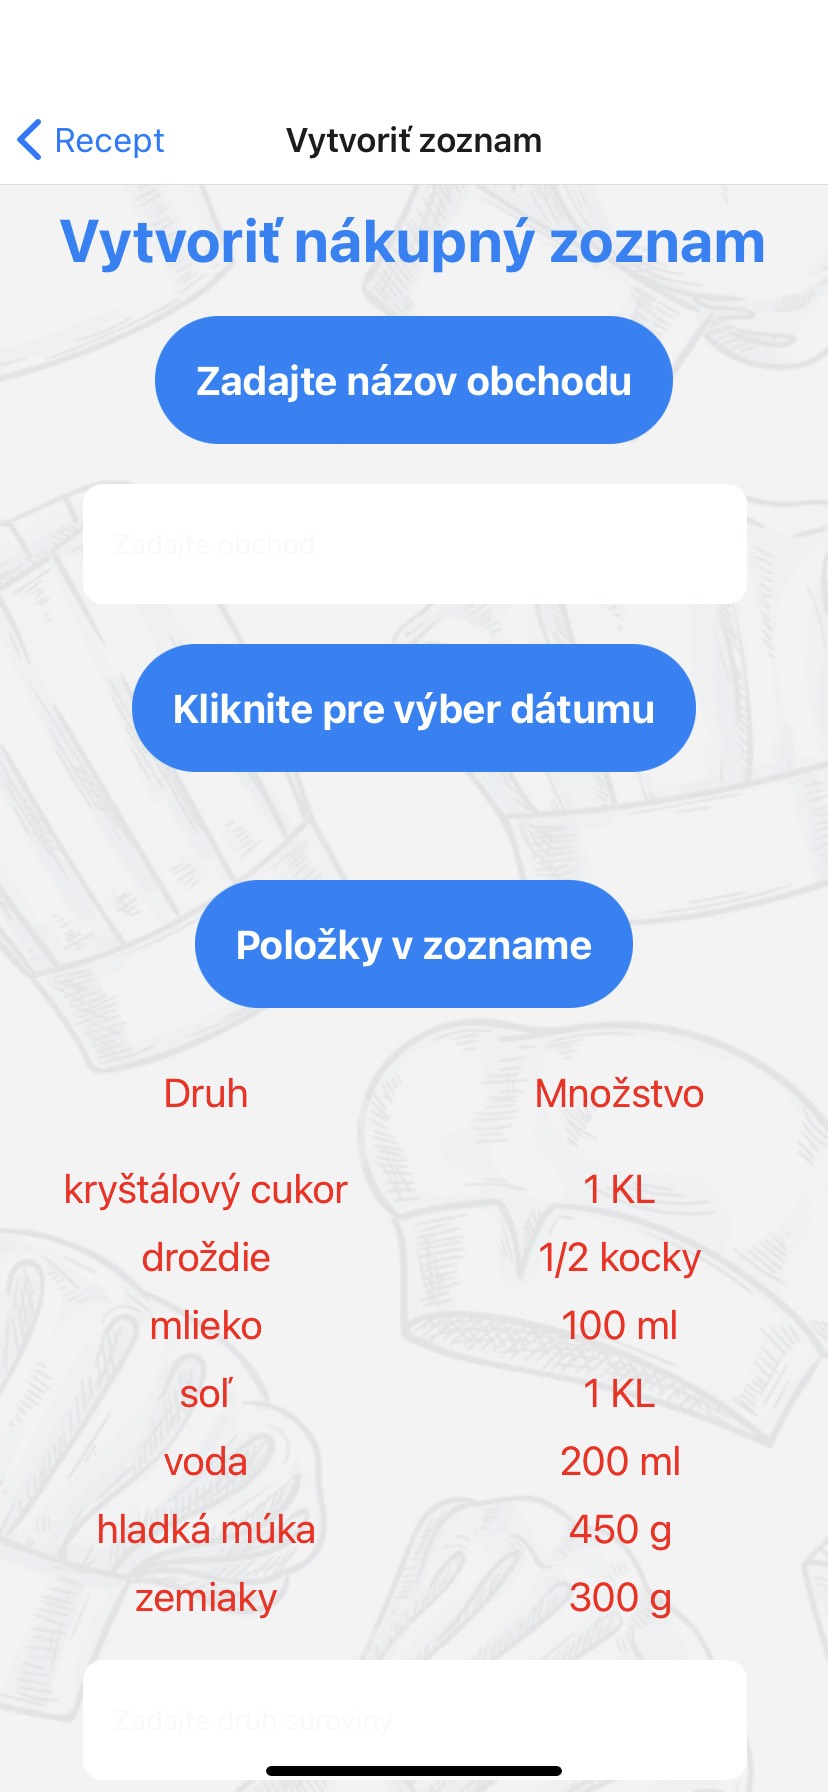 Recept
Vytvoriť zoznam
Vytvoriť nákupný zoznam
Zadajte názov obchodu
Zadajte obchod
Kliknite pre výber dátumu
Položky v zozname
Druh Množstvo
kryštálový cukor 1 KL
droždie 1/2 kocky
mlieko 100 ml
soľ 1 KL
voda 200 ml
hladká múka 450 g
zemiaky 300 g
Zadajte druh suroviny